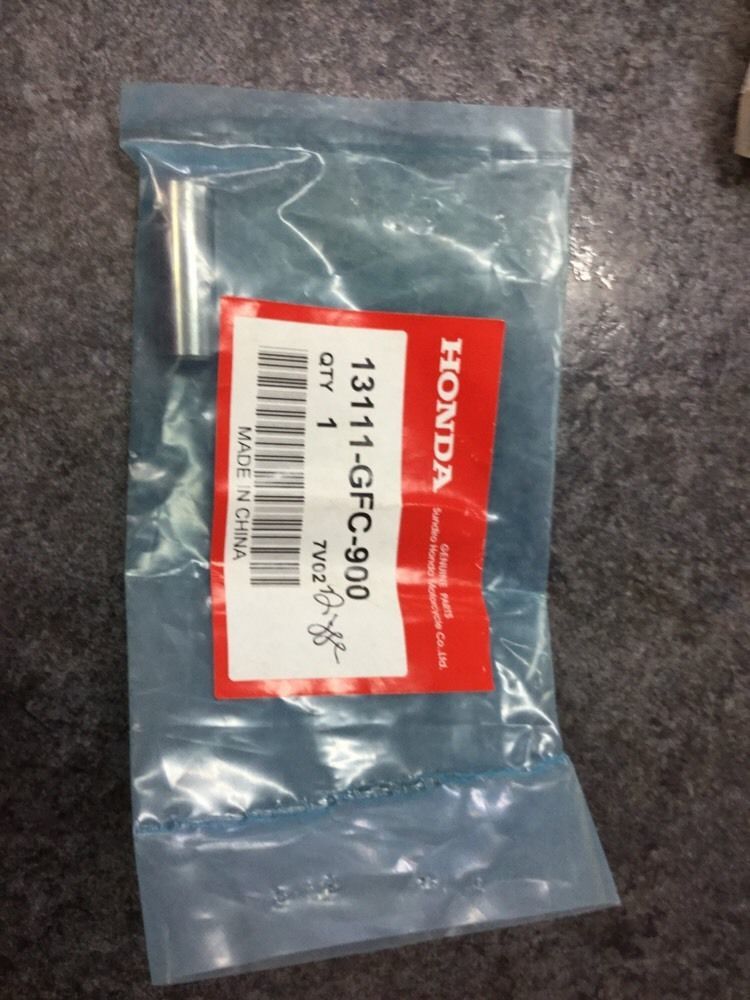 HONDA
GENUINE PARTS
Sundiro Honda Motorcycle Co.,Ltd.
13111-GFC-900
QTY 1
7V02
MADE IN CHINA